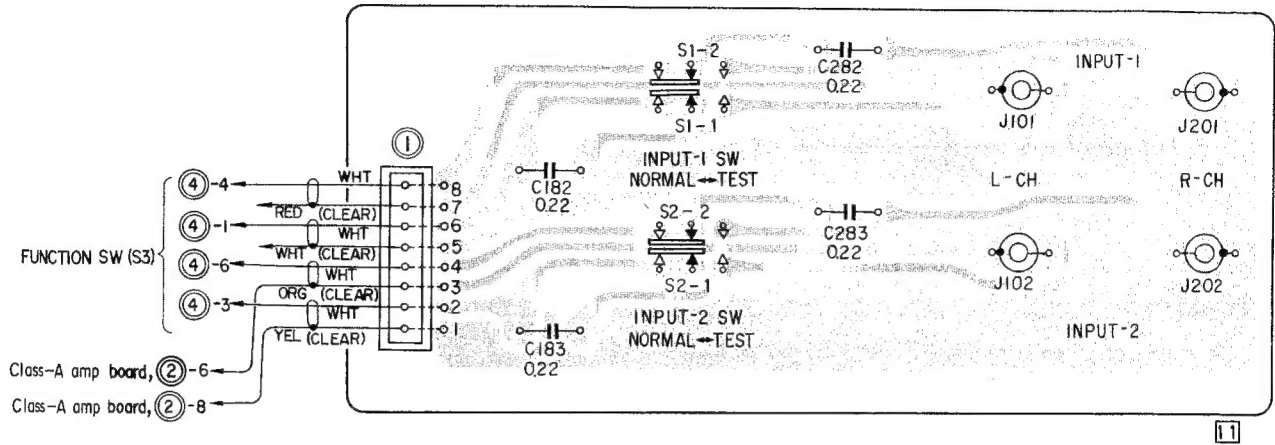 S1-2
C282
0.22
INPUT-1
J101
J201
S1-1
①
INPUT-1 SW
NORMAL↔TEST
L-CH
R-CH
C182
0.22
④-4
WHT
8
RED (CLEAR)
7
④-1
WHT
6
WHT (CLEAR)
5
④-6
WHT
4
ORG (CLEAR)
3
④-3
WHT
2
YEL (CLEAR)
1
FUNCTION SW (S3)
S2-2
C283
0.22
J102
J202
S2-1
INPUT-2 SW
NORMAL↔TEST
INPUT-2
C183
0.22
Class-A amp board, ②-6
Class-A amp board, ②-8
11